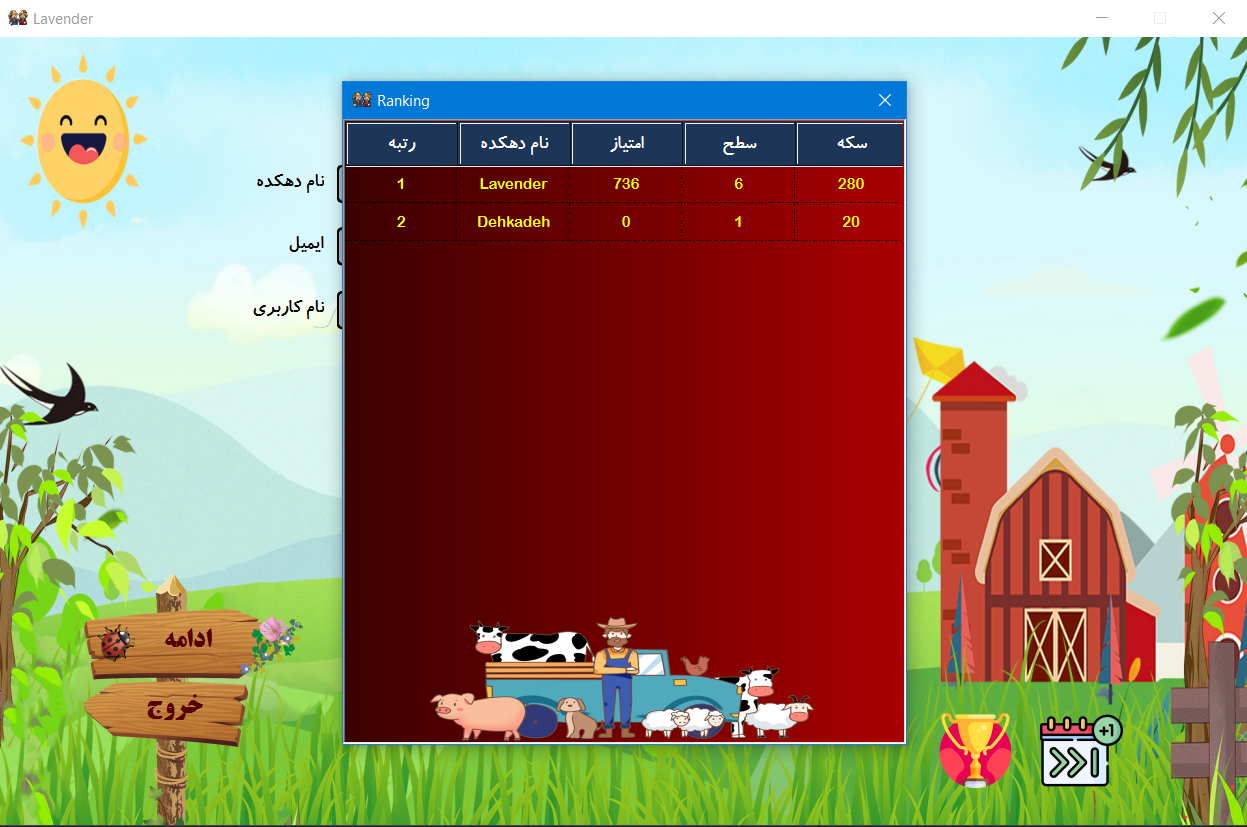 Lavender
Ranking
رتبه نام دهکده امتیاز سطح سکه
1 Lavender 736 6 280
2 Dehkadeh 0 1 20
نام دهکده
ایمیل
نام کاربری
ادامه
خروج
+1